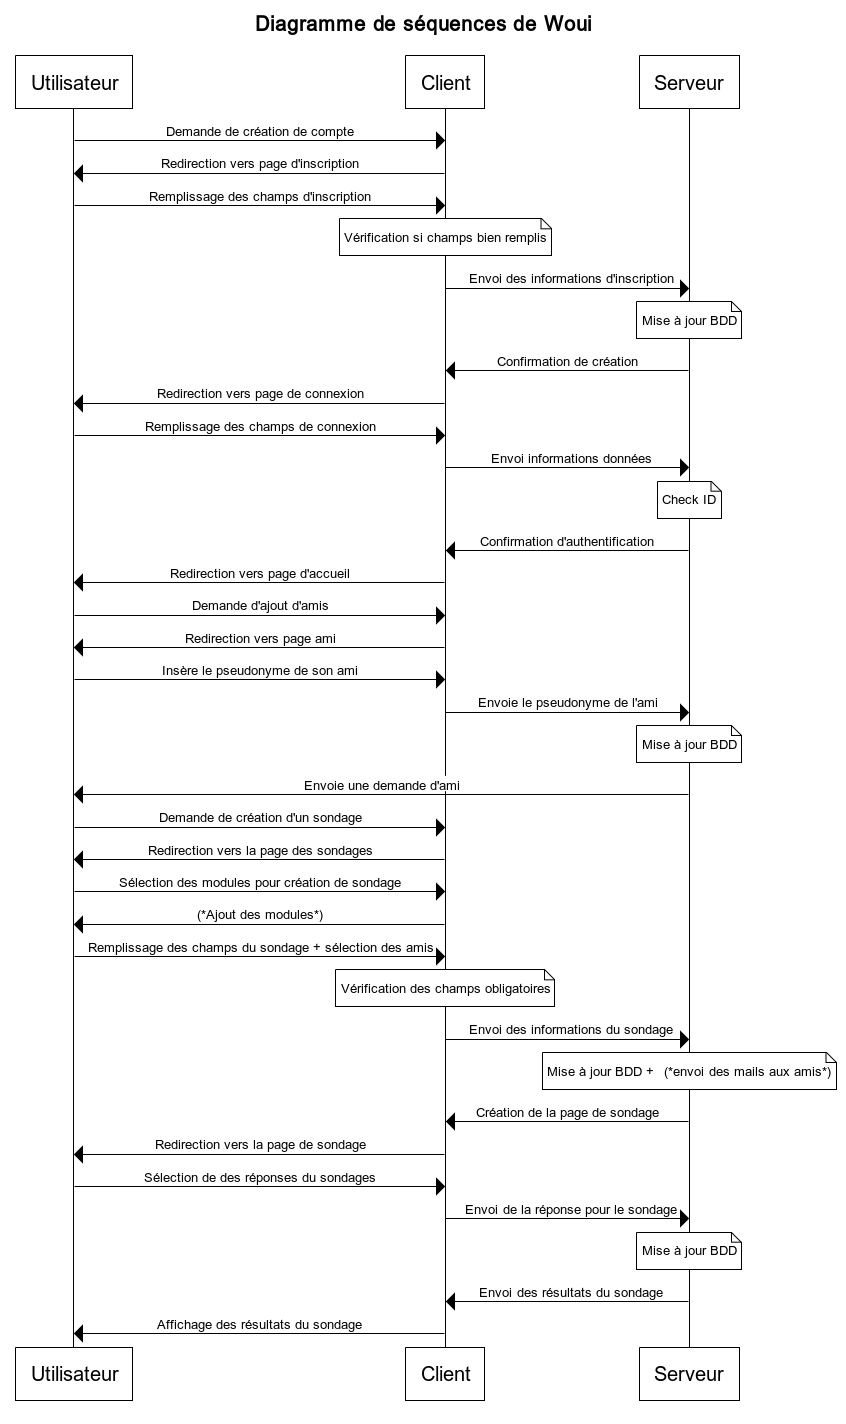 Diagramme de séquences de Woui
Utilisateur
Client
Serveur
Demande de création de compte
Redirection vers page d'inscription
Remplissage des champs d'inscription
Vérification si champs bien remplis
Envoi des informations d'inscription
Mise à jour BDD
Confirmation de création
Redirection vers page de connexion
Remplissage des champs de connexion
Envoi informations données
Check ID
Confirmation d'authentification
Redirection vers page d'accueil
Demande d'ajout d'amis
Redirection vers page ami
Insère le pseudonyme de son ami
Envoie le pseudonyme de l'ami
Mise à jour BDD
Envoie une demande d'ami
Demande de création d'un sondage
Redirection vers la page des sondages
Sélection des modules pour création de sondage
(*Ajout des modules*)
Remplissage des champs du sondage + sélection des amis
Vérification des champs obligatoires
Envoi des informations du sondage
Mise à jour BDD + (*envoi des mails aux amis*)
Création de la page de sondage
Redirection vers la page de sondage
Sélection de des réponses du sondages
Envoi de la réponse pour le sondage
Mise à jour BDD
Envoi des résultats du sondage
Affichage des résultats du sondage
Utilisateur
Client
Serveur